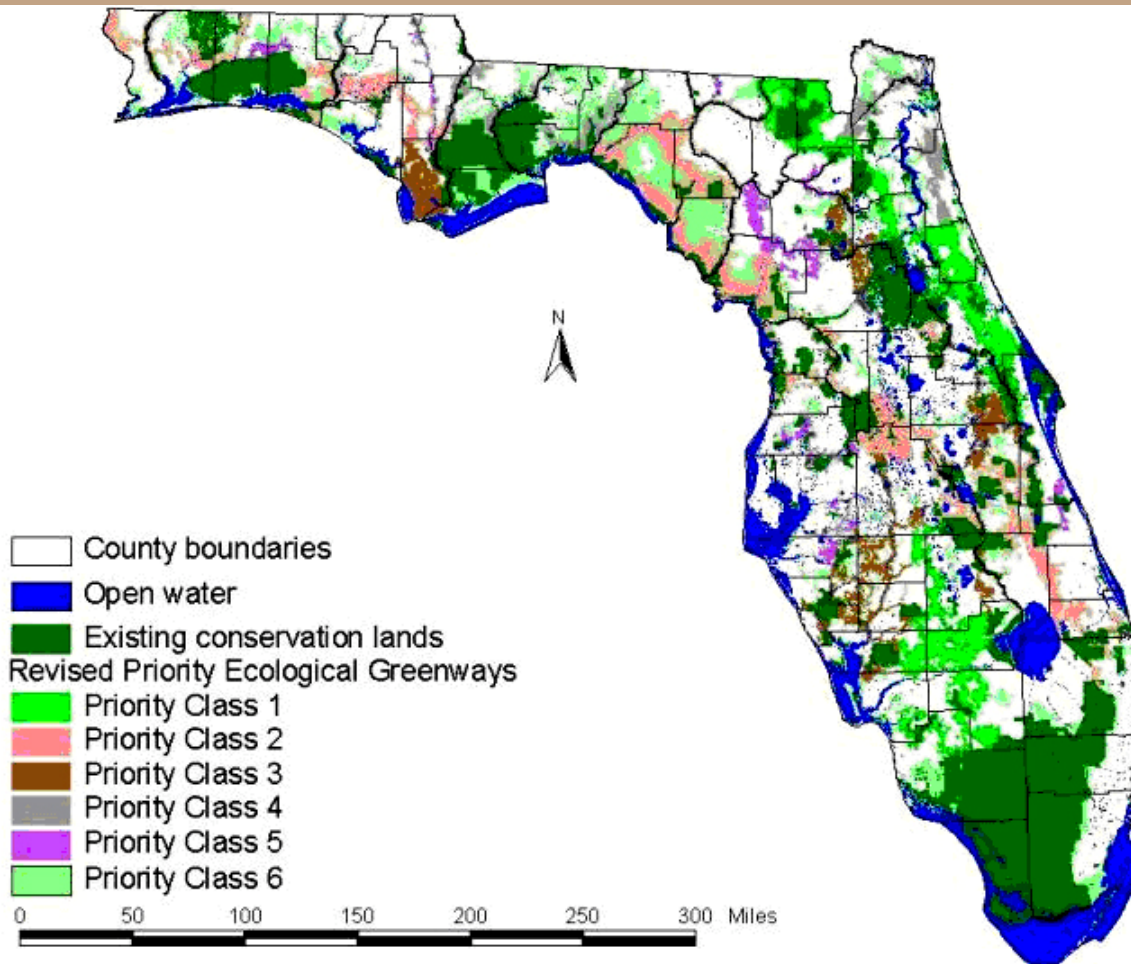 N
County boundaries
Open water
Existing conservation lands
Revised Priority Ecological Greenways
Priority Class 1
Priority Class 2
Priority Class 3
Priority Class 4
Priority Class 5
Priority Class 6
0 50 100 150 200 250 300 Miles